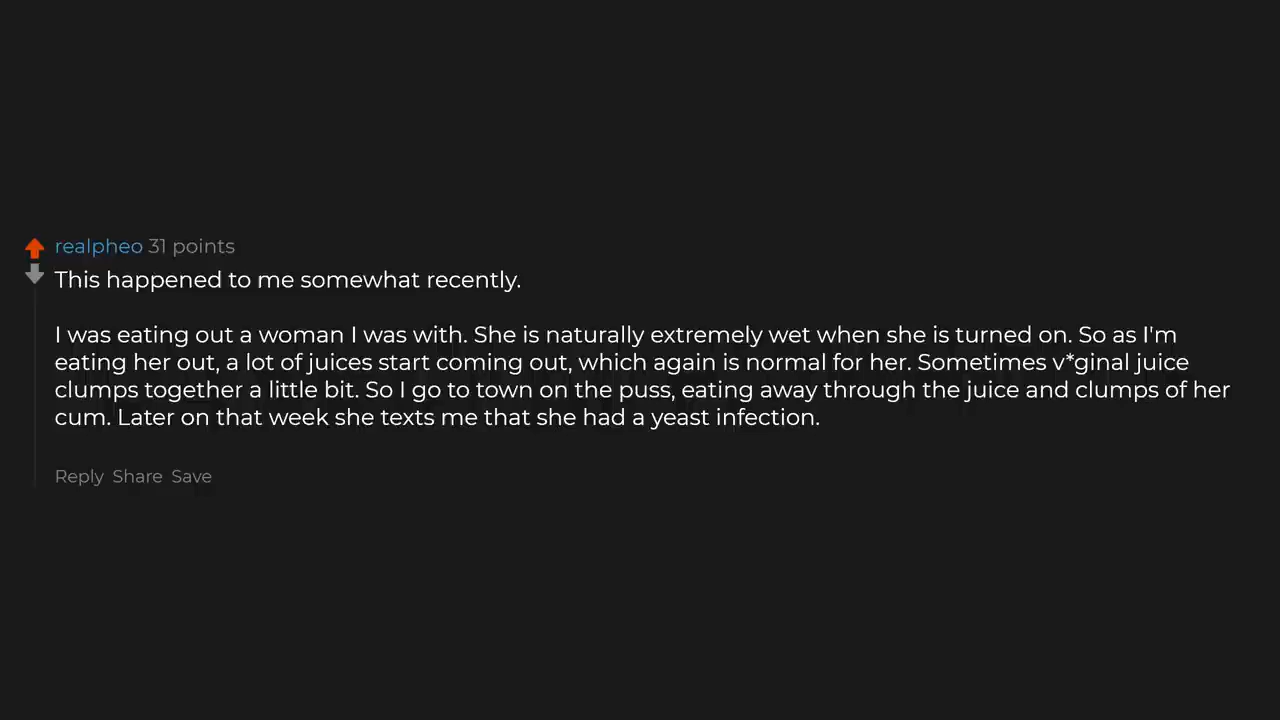 realpheo 31 points
This happened to me somewhat recently.
I was eating out a woman I was with. She is naturally extremely wet when she is turned on. So as I'm
eating her out, a lot of juices start coming out, which again is normal for her. Sometimes v*ginal juice
clumps together a little bit. So I go to town on the puss, eating away through the juice and clumps of her
cum. Later on that week she texts me that she had a yeast infection.
Reply Share Save